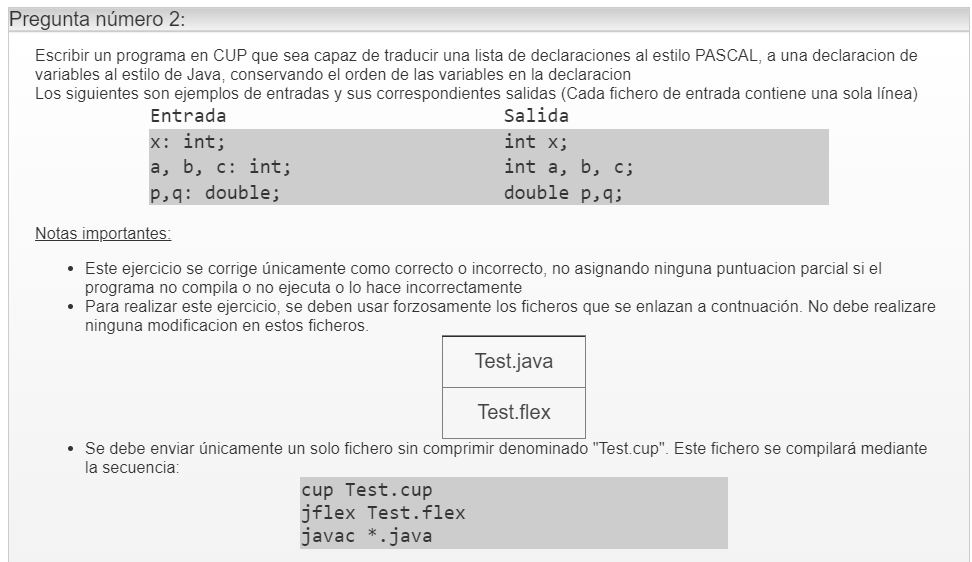 Pregunta número 2:
Escribir un programa en CUP que sea capaz de traducir una lista de declaraciones al estilo PASCAL, a una declaracion de
variables al estilo de Java, conservando el orden de las variables en la declaracion
Los siguientes son ejemplos de entradas y sus correspondientes salidas (Cada fichero de entrada contiene una sola línea)
Entrada Salida
x: int; int x;
a, b, c: int; int a, b, c;
p,q: double; double p,q;
Notas importantes:
• Este ejercicio se corrige únicamente como correcto o incorrecto, no asignando ninguna puntuacion parcial si el
programa no compila o no ejecuta o lo hace incorrectamente
• Para realizar este ejercicio, se deben usar forzosamente los ficheros que se enlazan a contnuación. No debe realizare
ninguna modificacion en estos ficheros.
Test.java
Test.flex
• Se debe enviar únicamente un solo fichero sin comprimir denominado "Test.cup". Este fichero se compilará mediante
la secuencia:
cup Test.cup
jflex Test.flex
javac *.java